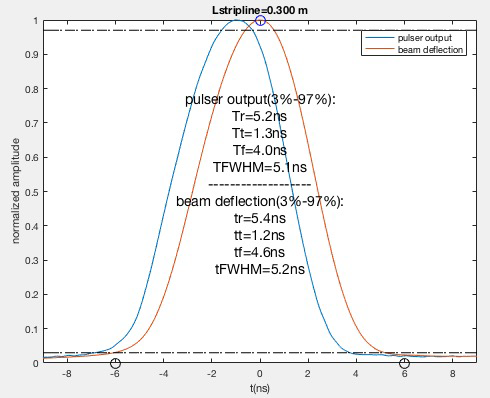 Lstripline=0.300 m
1
0.9
0.8
0.7
0.6
0.5
0.4
0.3
0.2
0.1
0
normalized amplitude
pulser output
beam deflection
pulser output(3%-97%):
Tr=5.2ns
Tt=1.3ns
Tf=4.0ns
TFWHM=5.1ns
--------------------
beam deflection(3%-97%):
tr=5.4ns
tt=1.2ns
tf=4.6ns
tFWHM=5.2ns
-8 -6 -4 -2 0 2 4 6 8
t(ns)